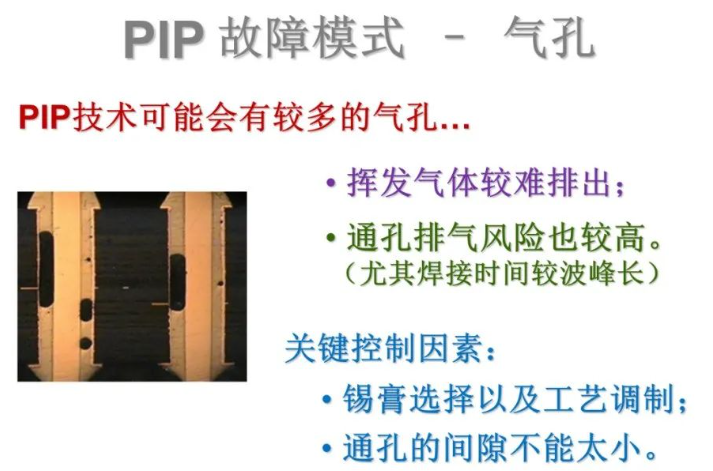 PIP 故障模式 - 气孔
PIP技术可能会有较多的气孔...
• 挥发气体较难排出；
• 通孔排气风险也较高。
（尤其焊接时间较波峰长）
关键控制因素：
• 锡膏选择以及工艺调制；
• 通孔的间隙不能太小。